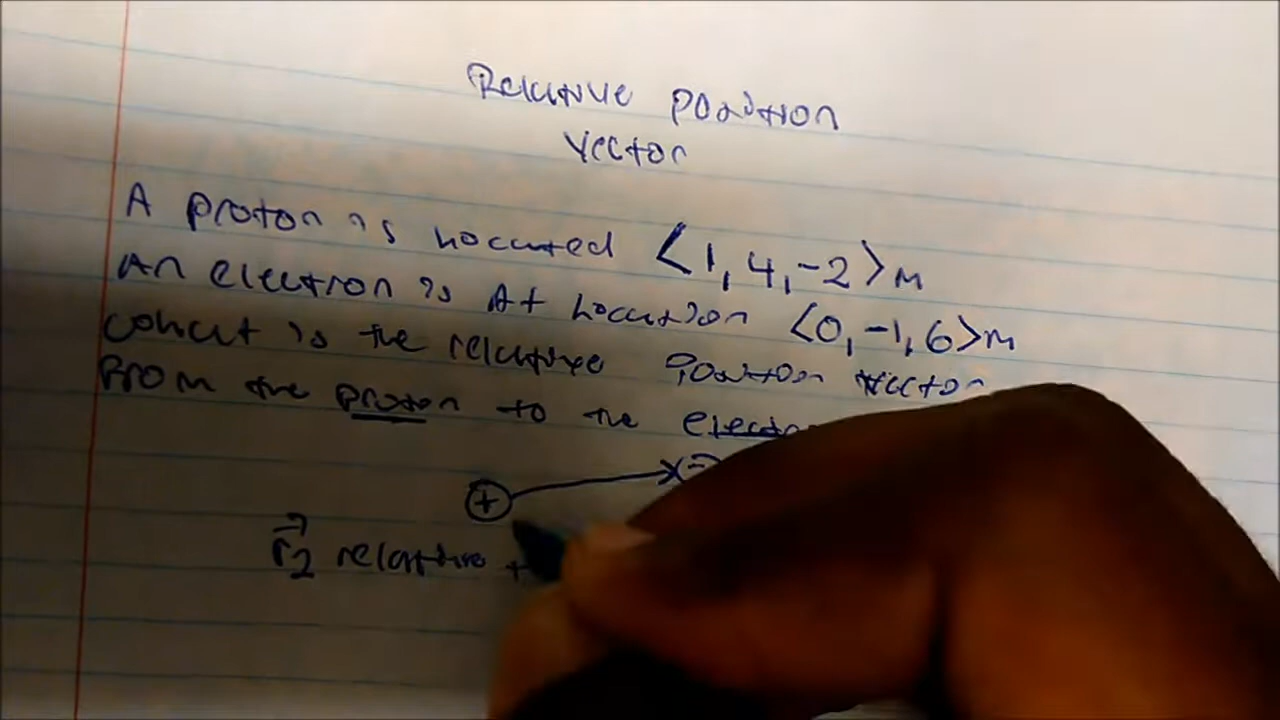 Relative position
vector
A proton is located <1, 4, -2>m
An electron is At location <0, -1, 6>m
what is the relative position vector
From the proton to the
r⃗2 relative